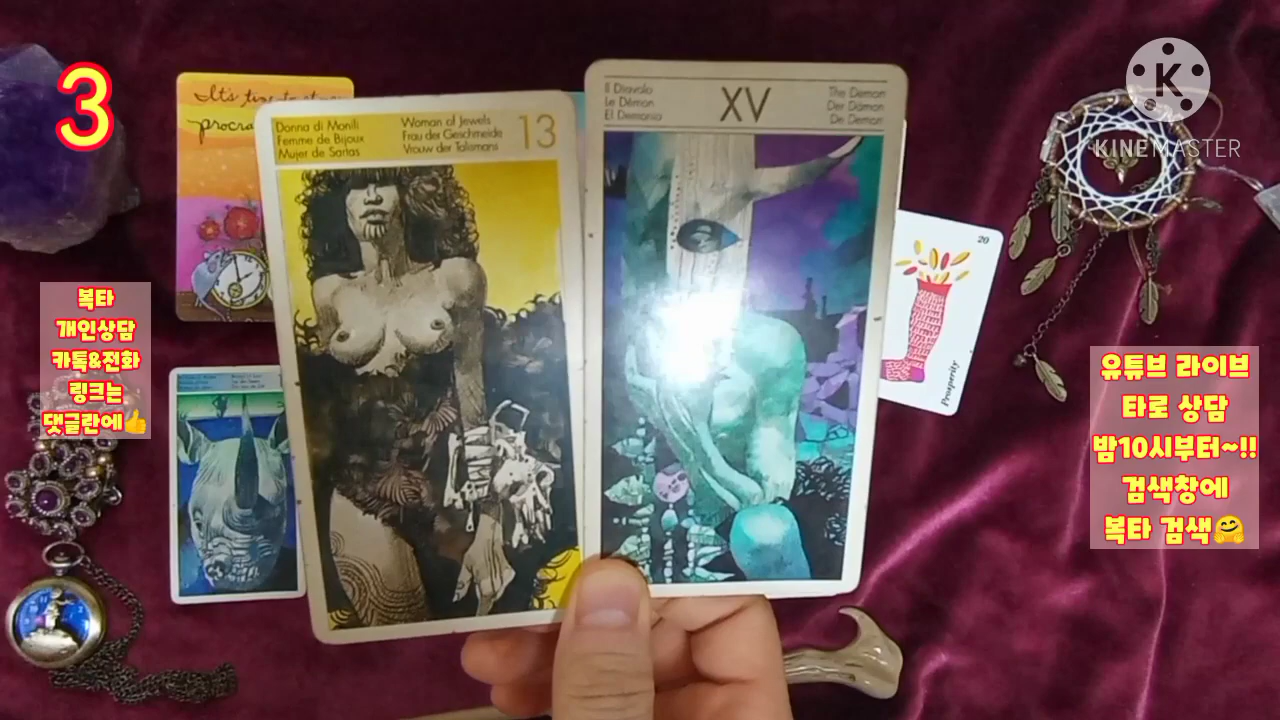 3
It's time to stop
복타
개인상담
카톡&전화
링크는
댓글란에👍
Donna di Monili
Femme de Bijoux
Mujer de Sartas
Woman of Jewels
Frau der Geschmeide
Vrouw der Talismans
13
Il Diavolo
Le Démon
El Demonio
XV
The Demon
Der Dämon
De Demon
KINEMASTER
20
Prosperity
유튜브 라이브
타로 상담
밤10시부터~!!
검색창에
복타 검색🤗